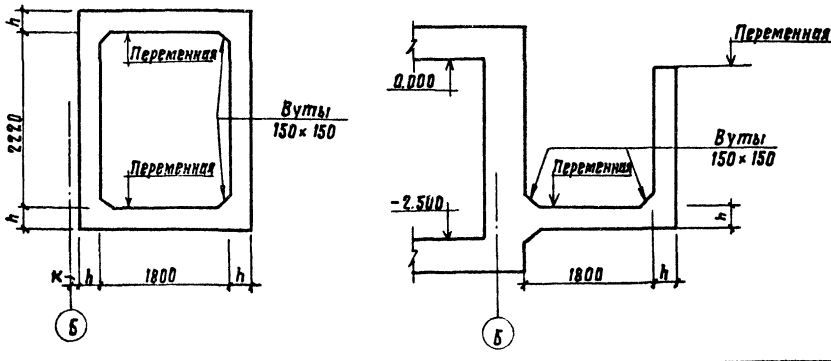 h
Переменная
2220
Вуты
150 × 150
Переменная
h
К
h
1800
h
Б
Переменная
0.000
Вуты
150 × 150
Переменная
-2.500
h
1800
h
Б